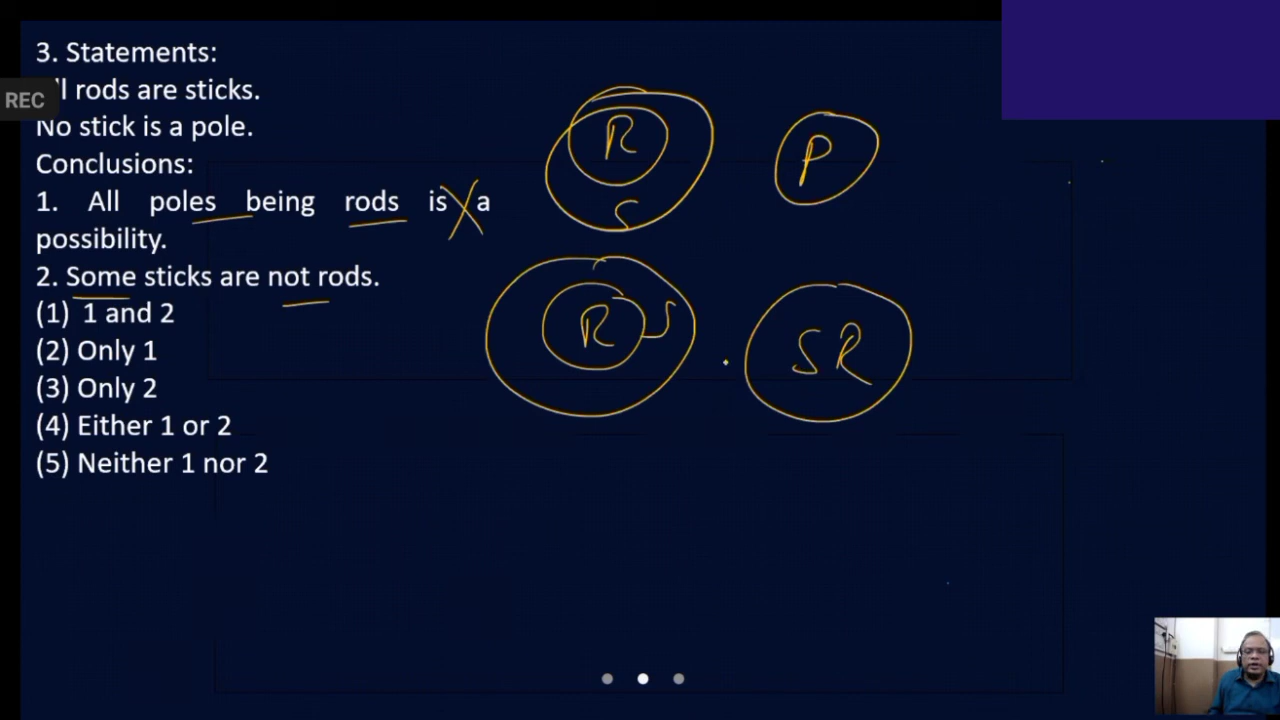 3. Statements:
ll rods are sticks.
REC
No stick is a pole.
Conclusions:
1. All poles being rods is a
possibility.
2. Some sticks are not rods.
(1) 1 and 2
(2) Only 1
(3) Only 2
(4) Either 1 or 2
(5) Neither 1 nor 2
R
S
P
R S
S R